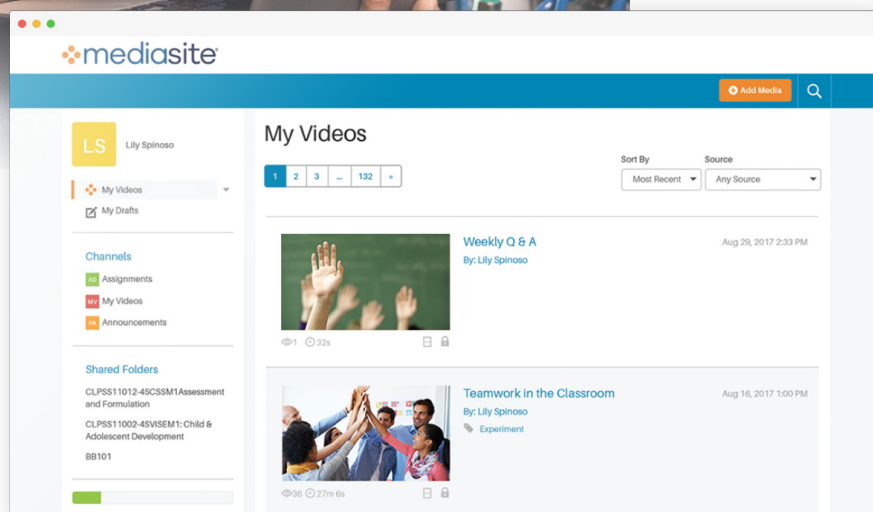 mediasite
Add Media
LS
Lily Spinoso
My Videos
My Drafts
Channels
AD Assignments
MV My Videos
PA Announcements
Shared Folders
CLPSS11012-4SCSSM1Assessment
and Formulation
CLPSS11002-4SVISEM1: Child &
Adolescent Development
BB101
My Videos
1 2 3 ... 132 »
Sort By
Most Recent
Source
Any Source
Weekly Q & A
By: Lily Spinoso
Aug 29, 2017 2:33 PM
1 32s
Teamwork in the Classroom
By: Lily Spinoso
Experiment
Aug 16, 2017 1:00 PM
36 27m 6s